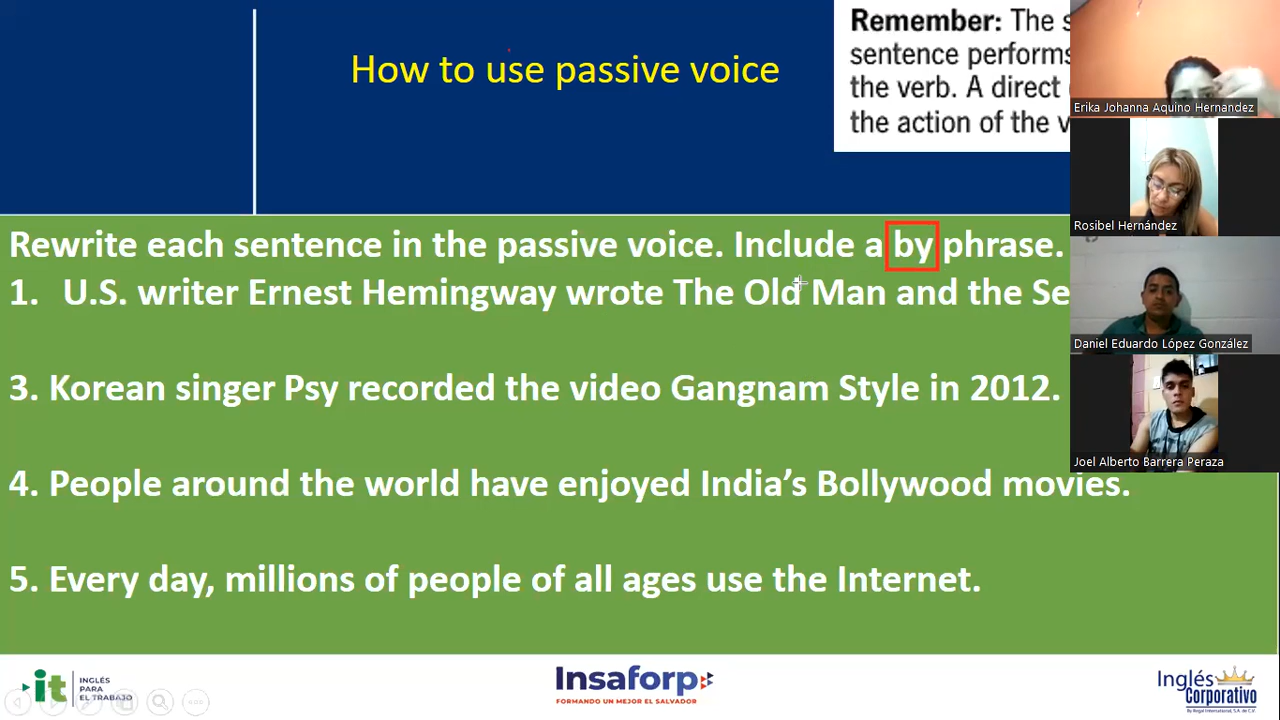 How to use passive voice
Remember: The
sentence performs
the verb. A direct
the action of the
Erika Johanna Aquino Hernandez
Rosibel Hernández
Daniel Eduardo López González
Joel Alberto Barrera Peraza
Rewrite each sentence in the passive voice. Include a by phrase.
1. U.S. writer Ernest Hemingway wrote The Old Man and the
3. Korean singer Psy recorded the video Gangnam Style in 2012.
4. People around the world have enjoyed India’s Bollywood movies.
5. Every day, millions of people of all ages use the Internet.
it INGLÉS
PARA
EL TRABAJO
Insaforp
FORMANDO UN MEJOR EL SALVADOR
Inglés
Corporativo
By Regal International, S.A. de C.V.